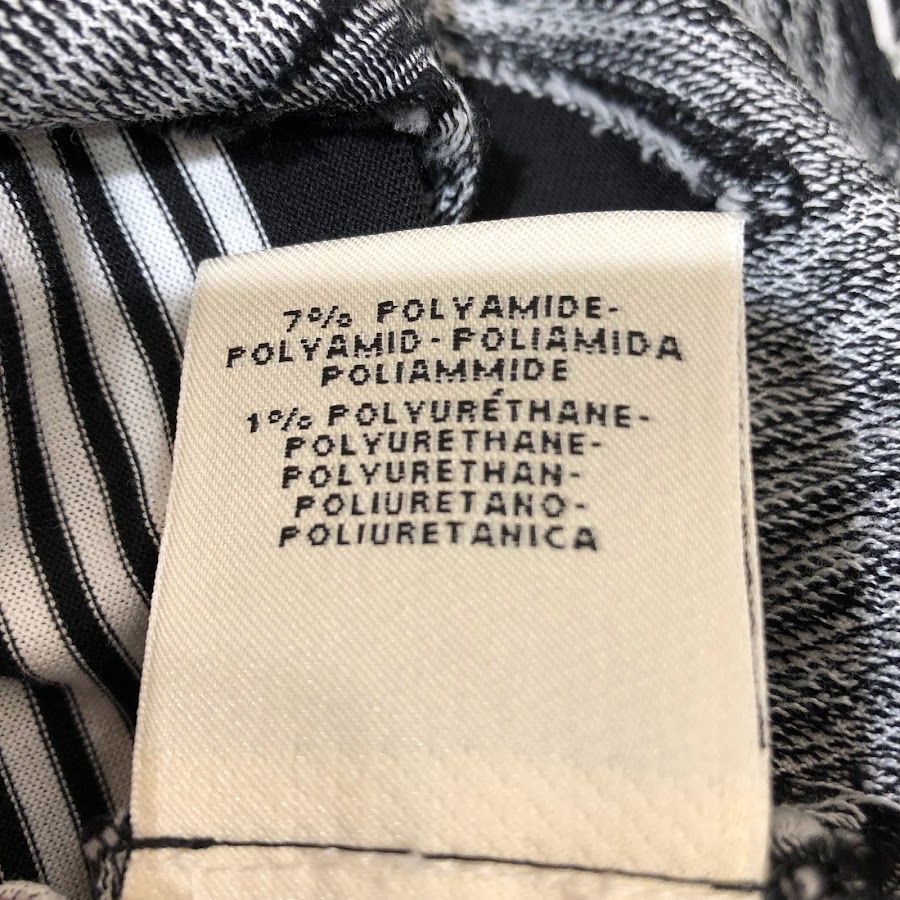 7% POLYAMIDE-
POLYAMID-POLIAMIDA
POLIAMMIDE
1% POLYURÉTHANE-
POLYURETHANE-
POLYURETHAN-
POLIURETANO-
POLIURETANICA